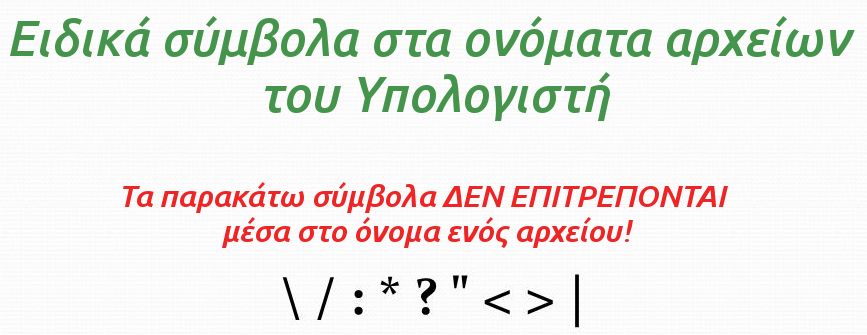 Ειδικά σύμβολα στα ονόματα αρχείων
του Υπολογιστή
Τα παρακάτω σύμβολα ΔΕΝ ΕΠΙΤΡΕΠΟΝΤΑΙ
μέσα στο όνομα ενός αρχείου!
\ / : * ? " < > |